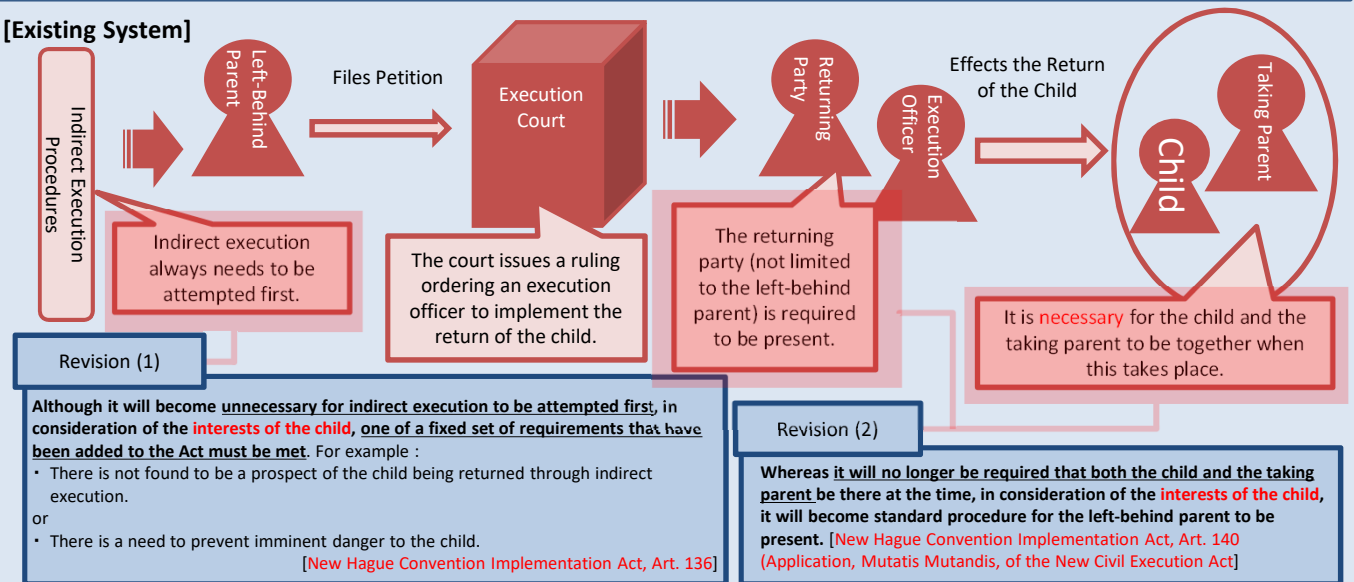 [Existing System]
Indirect Execution
Procedures
Left-Behind
Parent
Files Petition
Execution
Court
Returning
Party
Execution
Officer
Effects the Return
of the Child
Taking Parent
Child
Indirect execution
always needs to be
attempted first.
The court issues a ruling
ordering an execution
officer to implement the
return of the child.
The returning
party (not limited
to the left-behind
parent) is required
to be present.
It is necessary for the child and the
taking parent to be together when
this takes place.
Revision (1)
Although it will become unnecessary for indirect execution to be attempted first, in
consideration of the interests of the child, one of a fixed set of requirements that have
been added to the Act must be met. For example :
・ There is not found to be a prospect of the child being returned through indirect
execution.
or
・ There is a need to prevent imminent danger to the child.
[New Hague Convention Implementation Act, Art. 136]
Revision (2)
Whereas it will no longer be required that both the child and the taking
parent be there at the time, in consideration of the interests of the child,
it will become standard procedure for the left-behind parent to be
present. [New Hague Convention Implementation Act, Art. 140
(Application, Mutatis Mutandis, of the New Civil Execution Act]